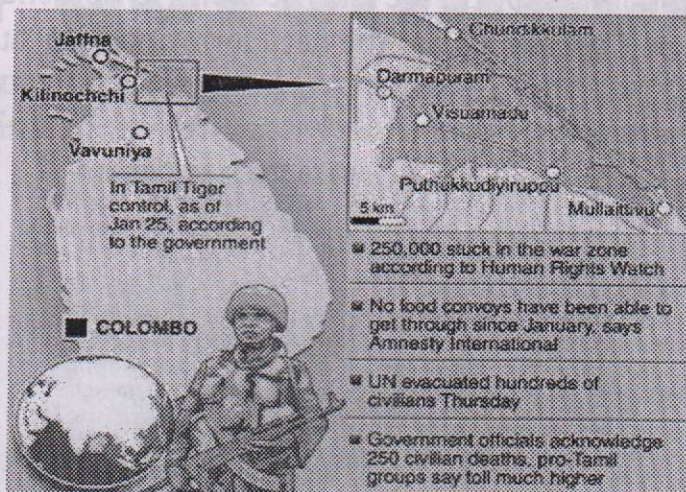 Jaffna
Kilinochchi
Vavuniya
In Tamil Tiger
control, as of
Jan 25, according
to the government
COLOMBO
Chundikkulam
Darmapuram
Visuamadu
Puthukkudiyiruppu
Mullaituvu
5 km
250,000 stuck in the war zone
according to Human Rights Watch
No food convoys have been able to
get through since January, says
Amnesty International
UN evacuated hundreds of
civilians Thursday
Government officials acknowledge
250 civilian deaths, pro-Tamil
groups say toll much higher